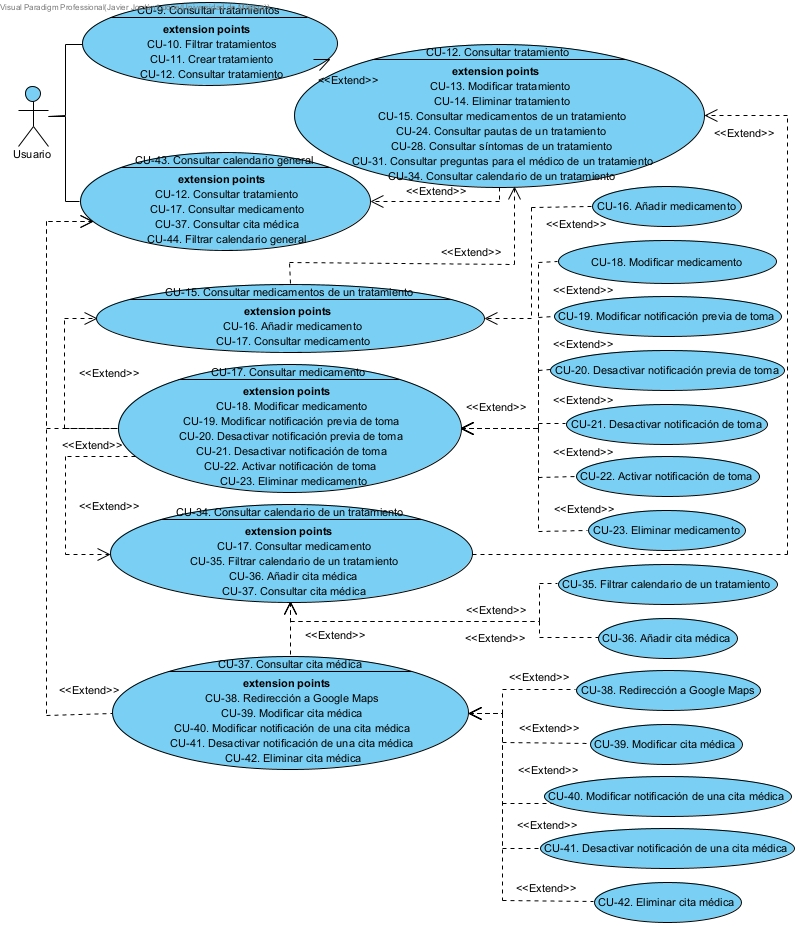 Visual Paradigm Professional(Javier
CU-9. Consultar tratamientos
extension points
CU-10. Filtrar tratamientos
CU-11. Crear tratamiento
CU-12. Consultar tratamiento
<<Extend>>
CU-12. Consultar tratamiento
extension points
CU-13. Modificar tratamiento
CU-14. Eliminar tratamiento
CU-15. Consultar medicamentos de un tratamiento
CU-24. Consultar pautas de un tratamiento
CU-28. Consultar síntomas de un tratamiento
CU-31. Consultar preguntas para el médico de un tratamiento
CU-34. Consultar calendario de un tratamiento
<<Extend>>
Usuario
CU-43. Consultar calendario general
extension points
CU-12. Consultar tratamiento
CU-17. Consultar medicamento
CU-37. Consultar cita médica
CU-44. Filtrar calendario general
<<Extend>>
CU-16. Añadir medicamento
<<Extend>>
<<Extend>>
CU-18. Modificar medicamento
<<Extend>>
CU-15. Consultar medicamentos de un tratamiento
extension points
CU-16. Añadir medicamento
CU-17. Consultar medicamento
CU-19. Modificar notificación previa de toma
<<Extend>>
CU-20. Desactivar notificación previa de toma
<<Extend>>
<<Extend>>
CU-17. Consultar medicamento
extension points
CU-18. Modificar medicamento
CU-19. Modificar notificación previa de toma
CU-20. Desactivar notificación previa de toma
CU-21. Desactivar notificación de toma
CU-22. Activar notificación de toma
CU-23. Eliminar medicamento
<<Extend>>
<<Extend>>
CU-21. Desactivar notificación de toma
<<Extend>>
CU-22. Activar notificación de toma
<<Extend>>
CU-23. Eliminar medicamento
<<Extend>>
CU-34. Consultar calendario de un tratamiento
extension points
CU-17. Consultar medicamento
CU-35. Filtrar calendario de un tratamiento
CU-36. Añadir cita médica
CU-37. Consultar cita médica
CU-35. Filtrar calendario de un tratamiento
<<Extend>>
<<Extend>>
<<Extend>>
CU-36. Añadir cita médica
CU-37. Consultar cita médica
extension points
CU-38. Redirección a Google Maps
CU-39. Modificar cita médica
CU-40. Modificar notificación de una cita médica
CU-41. Desactivar notificación de una cita médica
CU-42. Eliminar cita médica
<<Extend>>
<<Extend>>
CU-38. Redirección a Google Maps
<<Extend>>
CU-39. Modificar cita médica
<<Extend>>
CU-40. Modificar notificación de una cita médica
<<Extend>>
CU-41. Desactivar notificación de una cita médica
<<Extend>>
CU-42. Eliminar cita médica